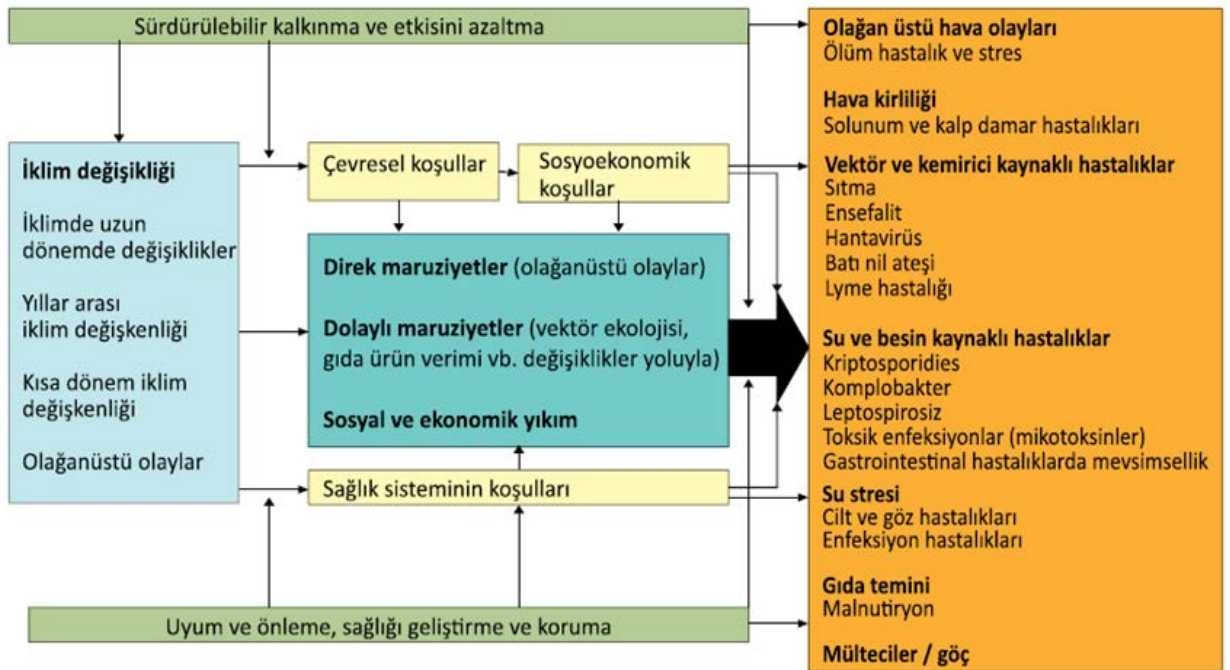 Sürdürülebilir kalkınma ve etkisini azaltma
İklim değişikliği
İklimde uzun
dönemde değişiklikler
Yıllar arası
iklim değişkenliği
Kısa dönem iklim
değişkenliği
Olağanüstü olaylar
Çevresel koşullar
Sosyoekonomik
koşullar
Direk maruziyetler (olağanüstü olaylar)
Dolaylı maruziyetler (vektör ekolojisi,
gıda ürün verimi vb. değişiklikler yoluyla)
Sosyal ve ekonomik yıkım
Sağlık sisteminin koşulları
Uyum ve önleme, sağlığı geliştirme ve koruma
Olağan üstü hava olayları
Ölüm hastalık ve stres
Hava kirliliği
Solunum ve kalp damar hastalıkları
Vektör ve kemirici kaynaklı hastalıklar
Sıtma
Ensefalit
Hantavirüs
Batı nil ateşi
Lyme hastalığı
Su ve besin kaynaklı hastalıklar
Kriptosporidies
Komplobakter
Leptospirosiz
Toksik enfeksiyonlar (mikotoksinler)
Gastrointestinal hastalıklarda mevsimsellik
Su stresi
Cilt ve göz hastalıkları
Enfeksiyon hastalıkları
Gıda temini
Malnutiryon
Mülteciler / göç